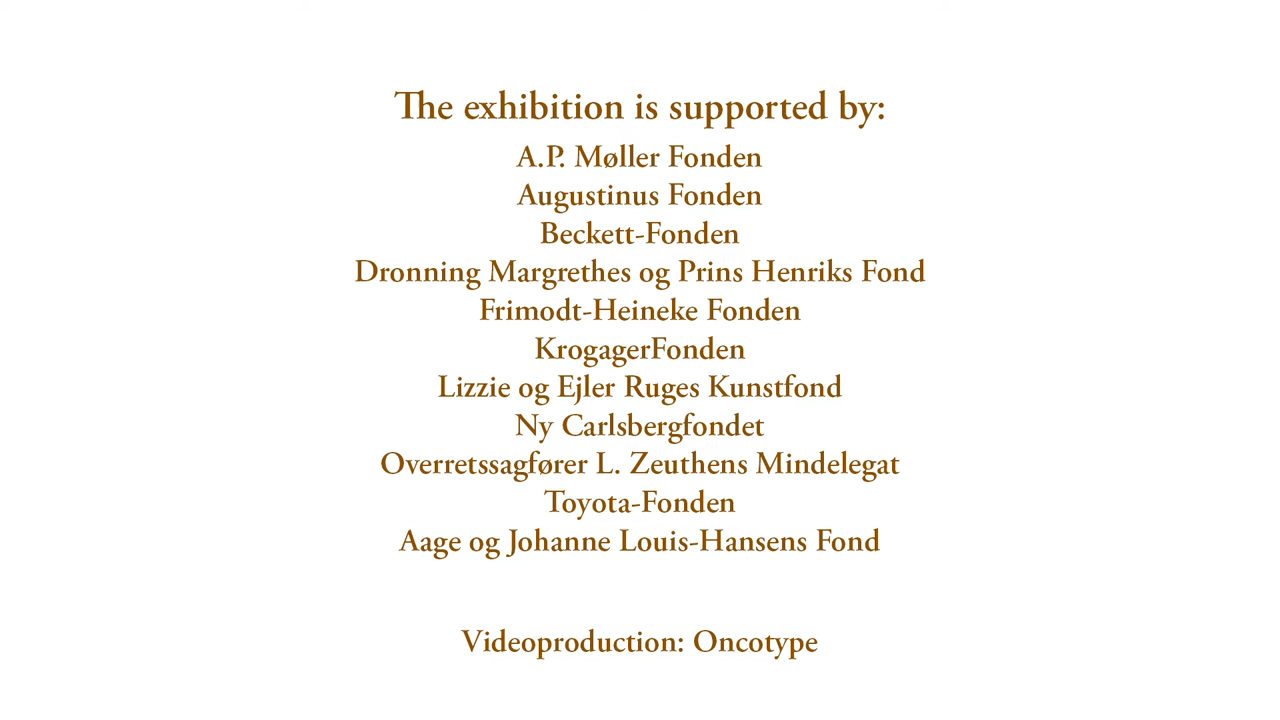 The exhibition is supported by:
A.P. Møller Fonden
Augustinus Fonden
Beckett-Fonden
Dronning Margrethes og Prins Henriks Fond
Frimodt-Heineke Fonden
KrogagerFonden
Lizzie og Ejler Ruges Kunstfond
Ny Carlsbergfondet
Overretssagfører L. Zeuthens Mindelegat
Toyota-Fonden
Aage og Johanne Louis-Hansens Fond
Videoproduction: Oncotype